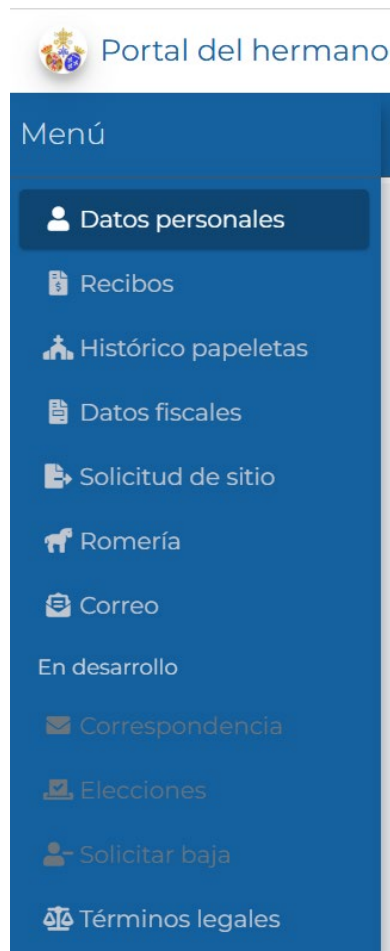 Portal del hermano
Menú
Datos personales
Recibos
Histórico papeletas
Datos fiscales
Solicitud de sitio
Romería
Correo
En desarrollo
Correspondencia
Elecciones
Solicitar baja
Términos legales